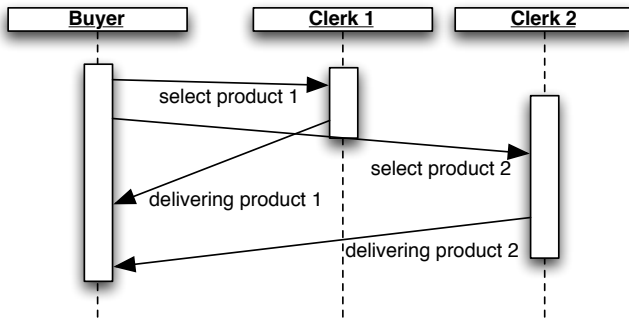 Buyer
Clerk 1
Clerk 2
select product 1
select product 2
delivering product 1
delivering product 2